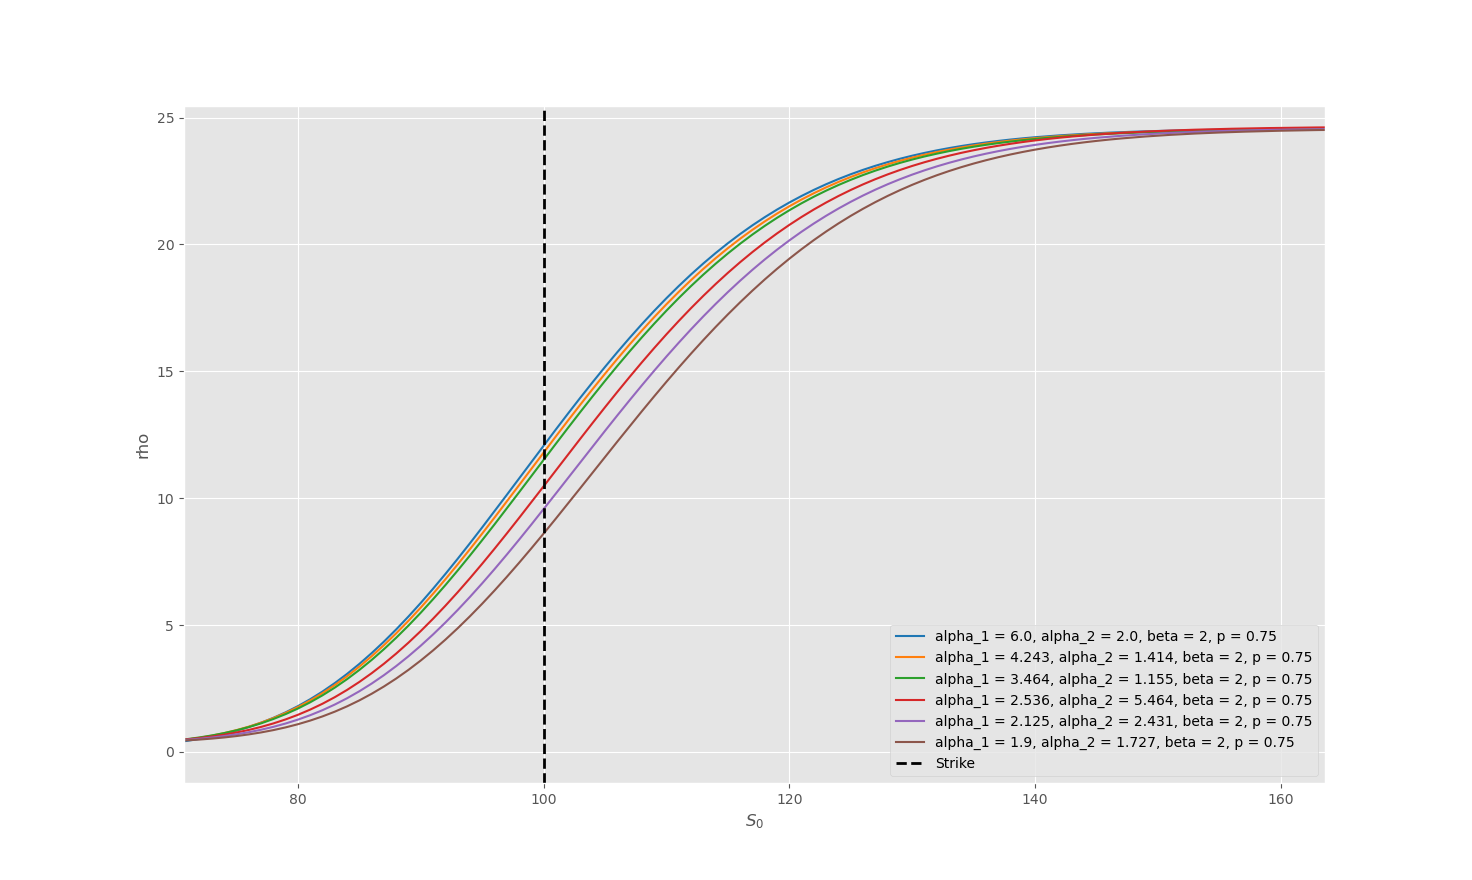 25
20
15
10
5
0
rho
80
100
120
140
160
S₀
alpha_1 = 6.0, alpha_2 = 2.0, beta = 2, p = 0.75
alpha_1 = 4.243, alpha_2 = 1.414, beta = 2, p = 0.75
alpha_1 = 3.464, alpha_2 = 1.155, beta = 2, p = 0.75
alpha_1 = 2.536, alpha_2 = 5.464, beta = 2, p = 0.75
alpha_1 = 2.125, alpha_2 = 2.431, beta = 2, p = 0.75
alpha_1 = 1.9, alpha_2 = 1.727, beta = 2, p = 0.75
Strike